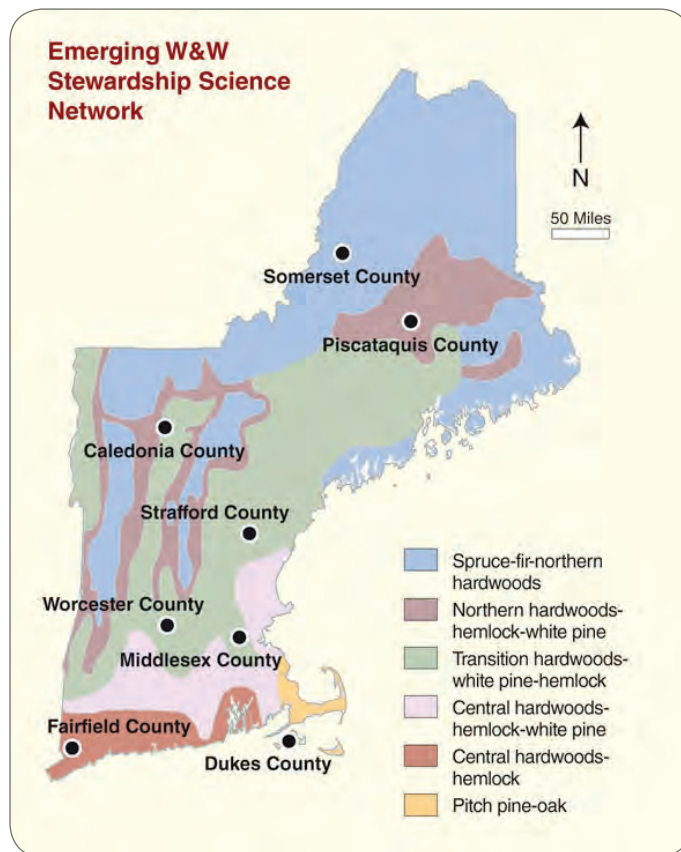 Emerging W&W
Stewardship Science
Network
N
50 Miles
Somerset County
Piscataquis County
Caledonia County
Strafford County
Worcester County
Middlesex County
Fairfield County
Dukes County
Spruce-fir-northern
hardwoods
Northern hardwoods-
hemlock-white pine
Transition hardwoods-
white pine-hemlock
Central hardwoods-
hemlock-white pine
Central hardwoods-
hemlock
Pitch pine-oak